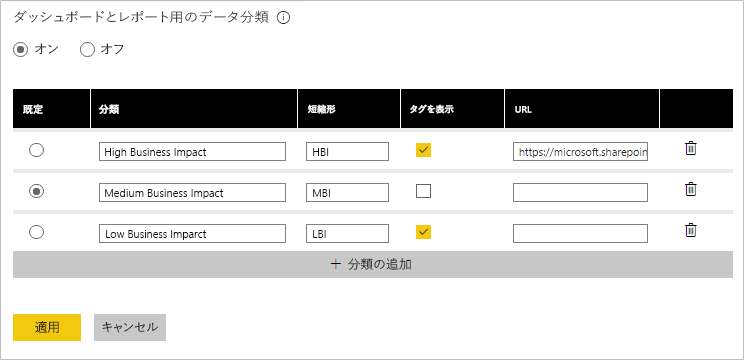 ダッシュボードとレポート用のデータ分類
オン オフ
既定 分類 短縮形 タグを表示 URL
High Business Impact HBI https://microsoft.sharepoin
Medium Business Impact MBI
Low Business Imparct LBI
+ 分類の追加
適用 キャンセル